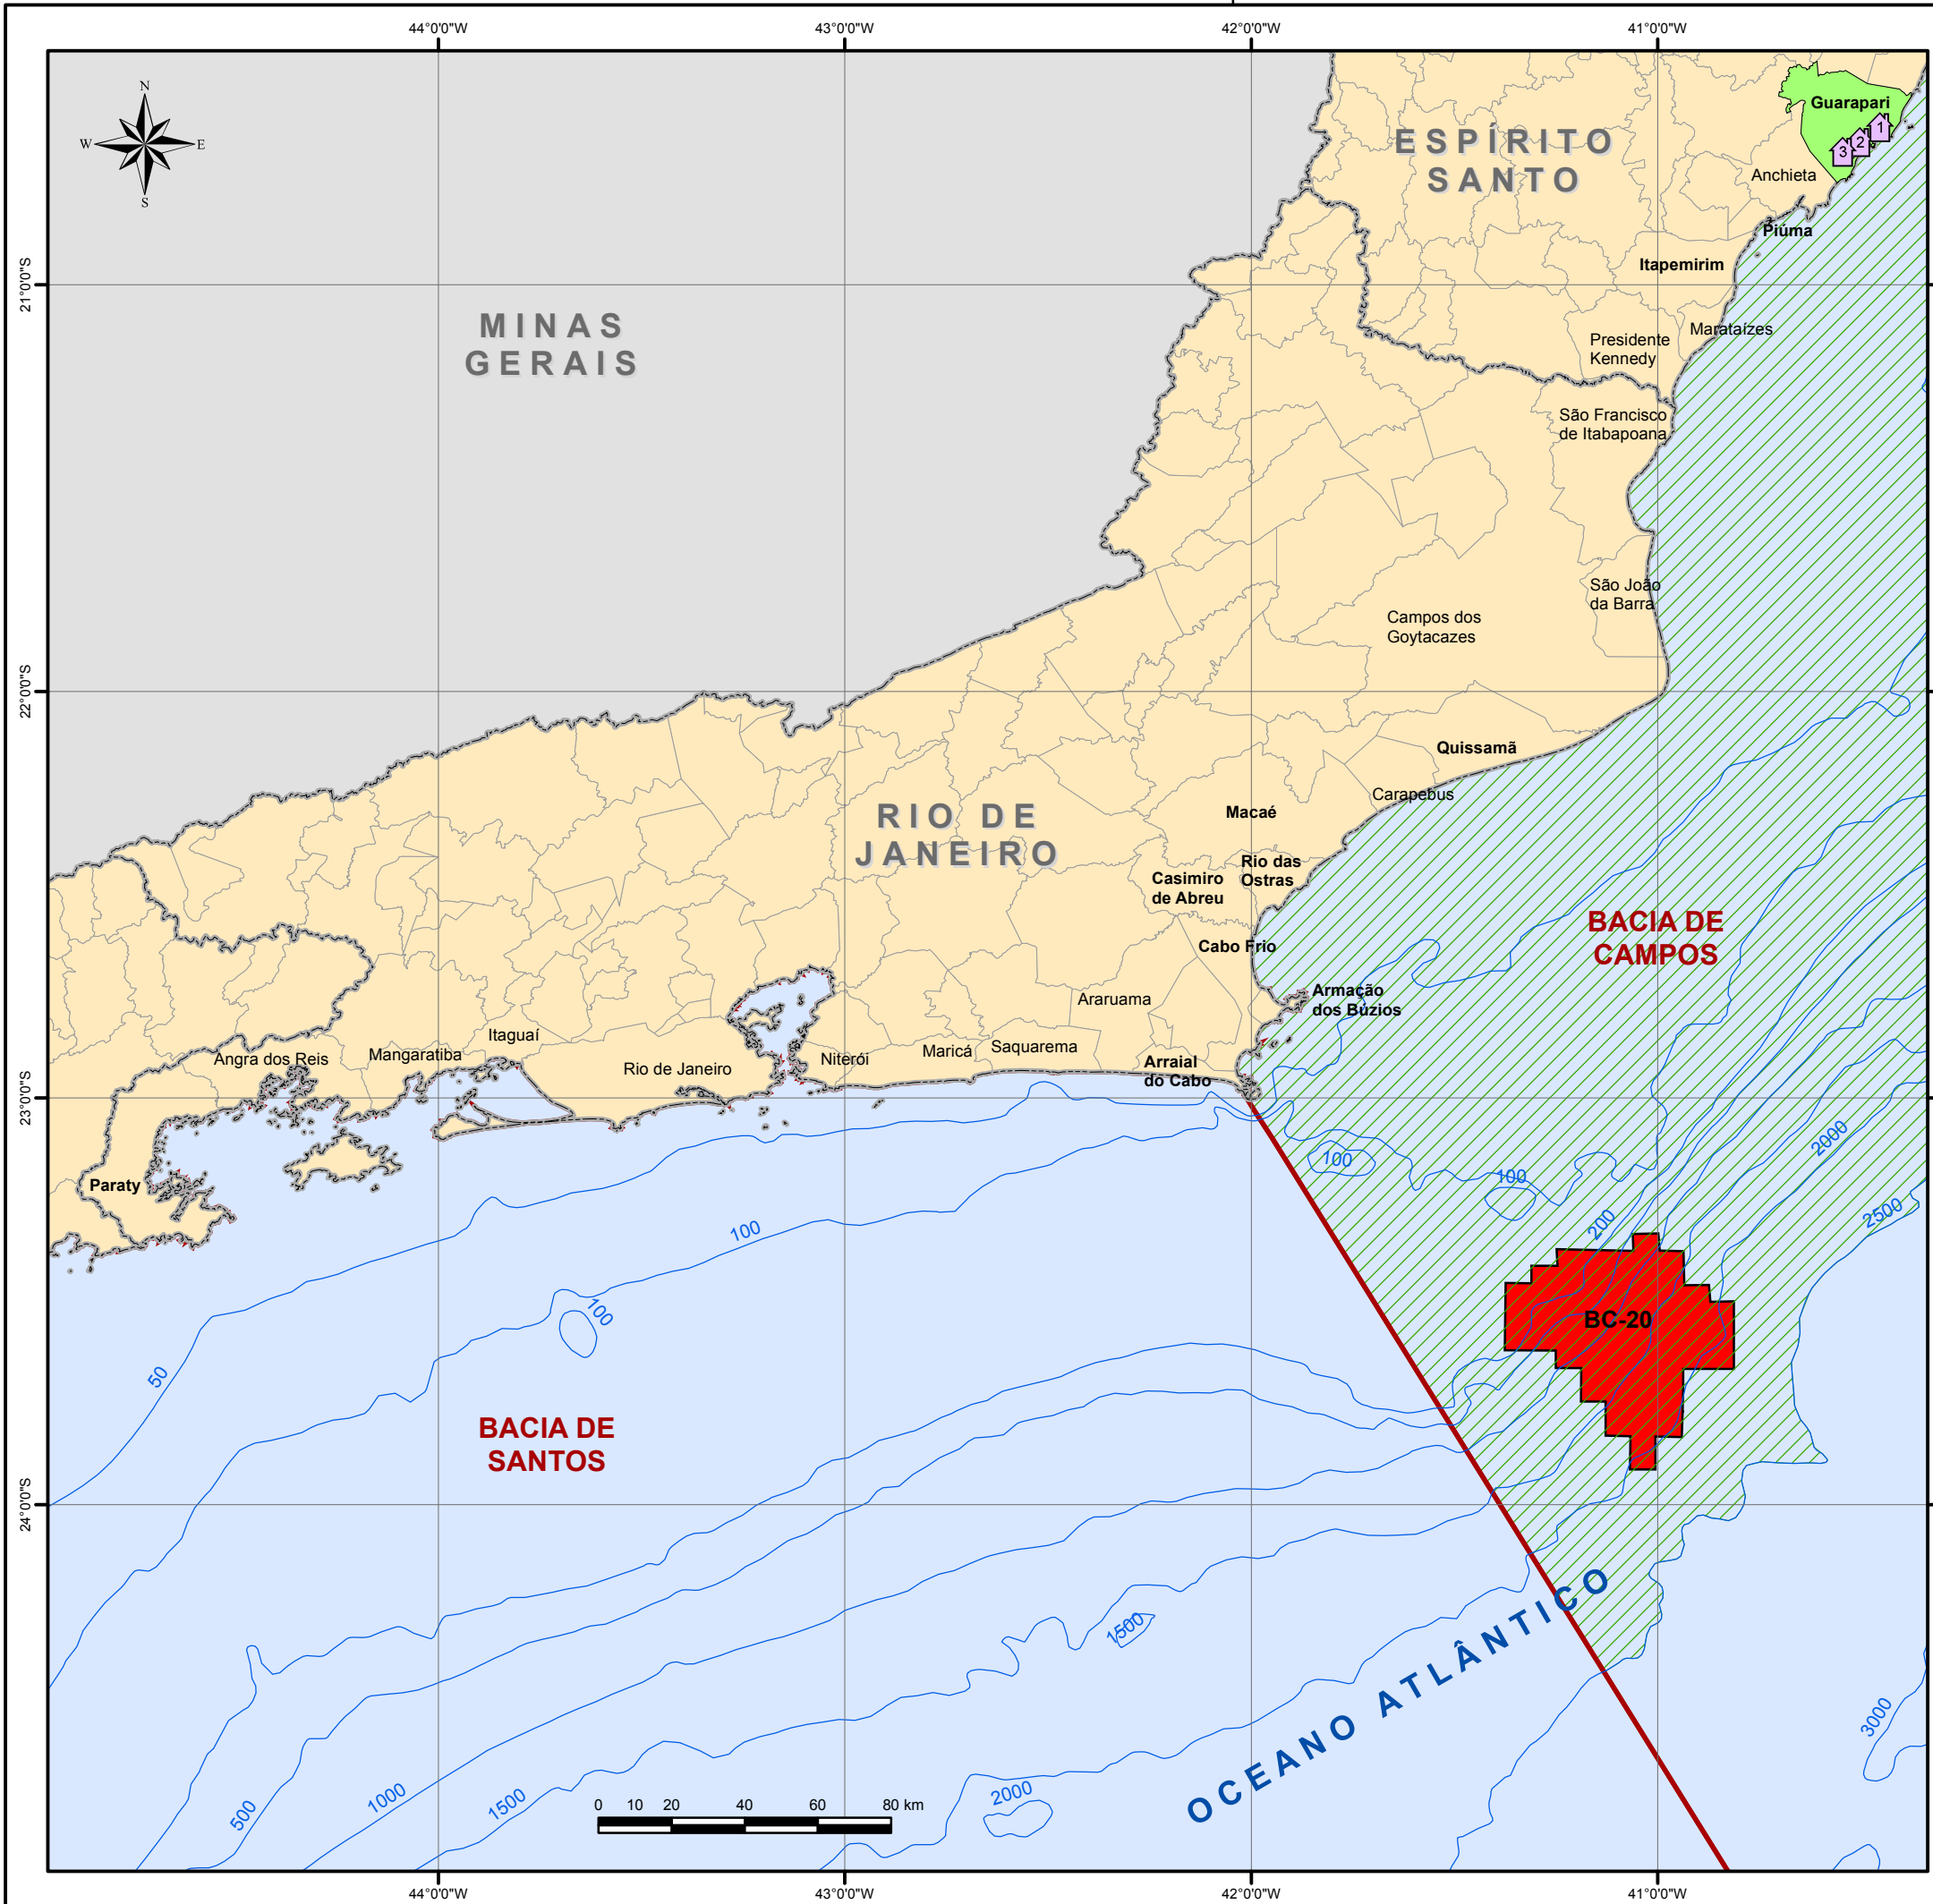 44°0'0"W
43°0'0"W
42°0'0"W
41°0'0"W
N
W
E
S
Guarapari
1
2
3
ESPÍRITO
SANTO
Anchieta
Piúma
Itapemirim
21°0'0"S
MINAS
GERAIS
Marataízes
Presidente
Kennedy
São Francisco
de Itabapoana
São João
da Barra
Campos dos
Goytacazes
22°0'0"S
Quissamã
Carapebus
Macaé
RIO DE
JANEIRO
Rio das
Ostras
Casimiro
de Abreu
BACIA DE
CAMPOS
Cabo Frio
Armação
dos Búzios
Araruama
Itaguaí
Angra dos Reis
Mangaratiba
Rio de Janeiro
Niterói
Maricá
Saquarema
Arraial
do Cabo
23°0'0"S
Paraty
100
100
2000
2500
200
100
100
50
BC-20
BACIA DE
SANTOS
24°0'0"S
OCEANO ATLÂNTICO
1500
3000
500
1000
1500
2000
0 10 20 40 60 80 km
44°0'0"W
43°0'0"W
42°0'0"W
41°0'0"W